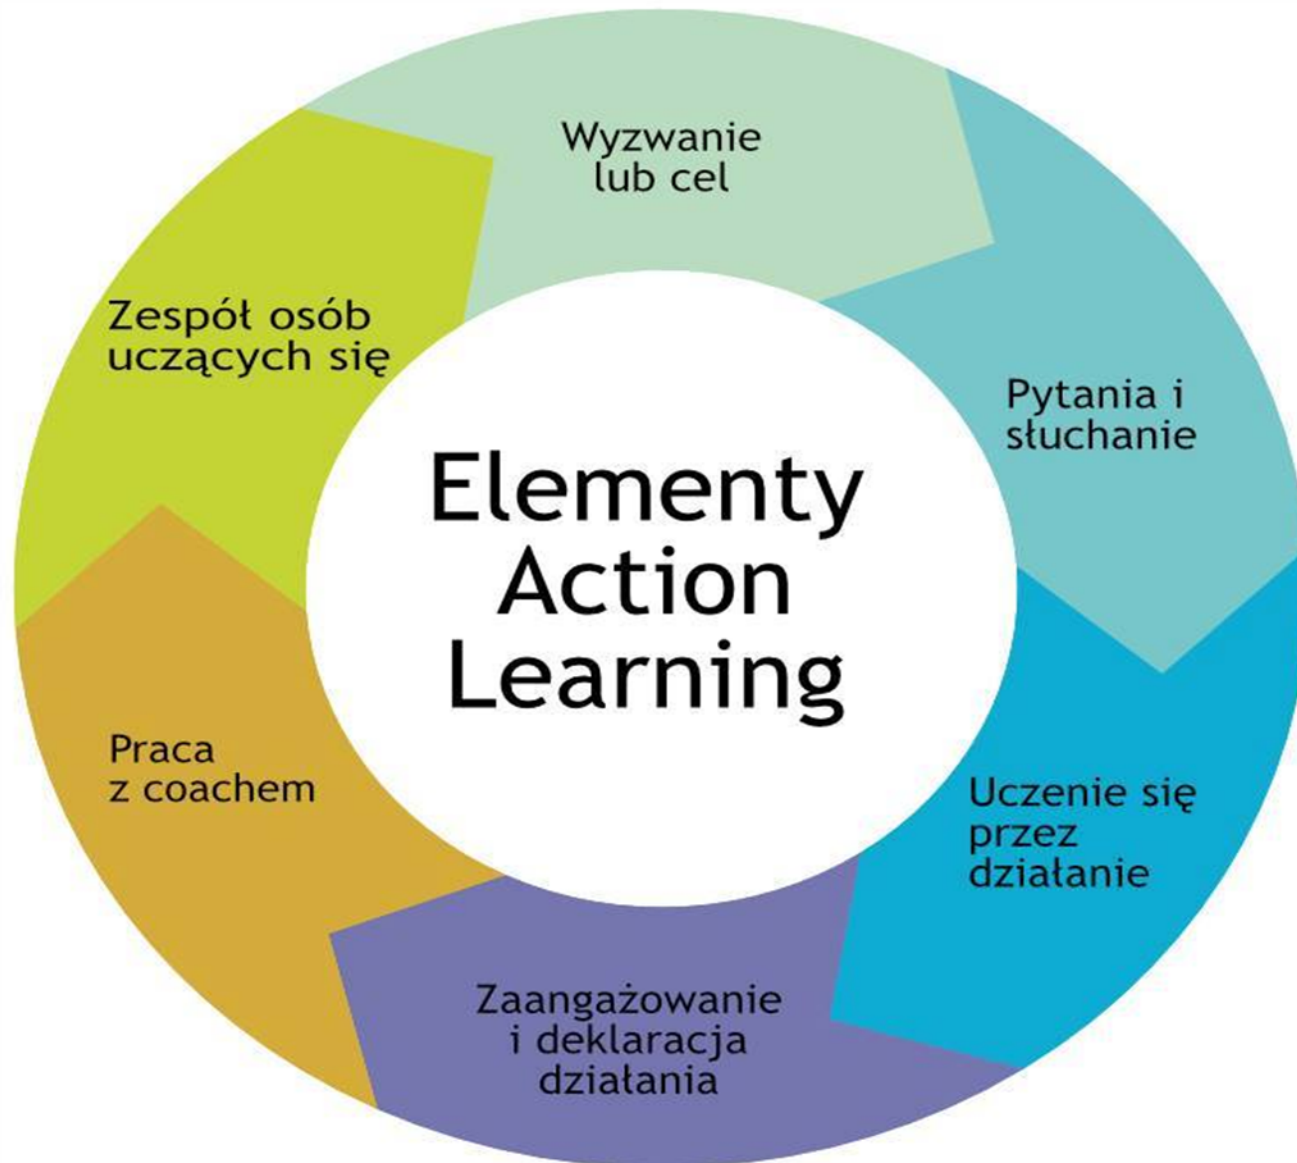 Wyzwanie
lub cel
Zespół osób
uczących się
Pytania i
słuchanie
Elementy
Action
Learning
Praca
z coachem
Uczenie się
przez
działanie
Zaangażowanie
i deklaracja
działania